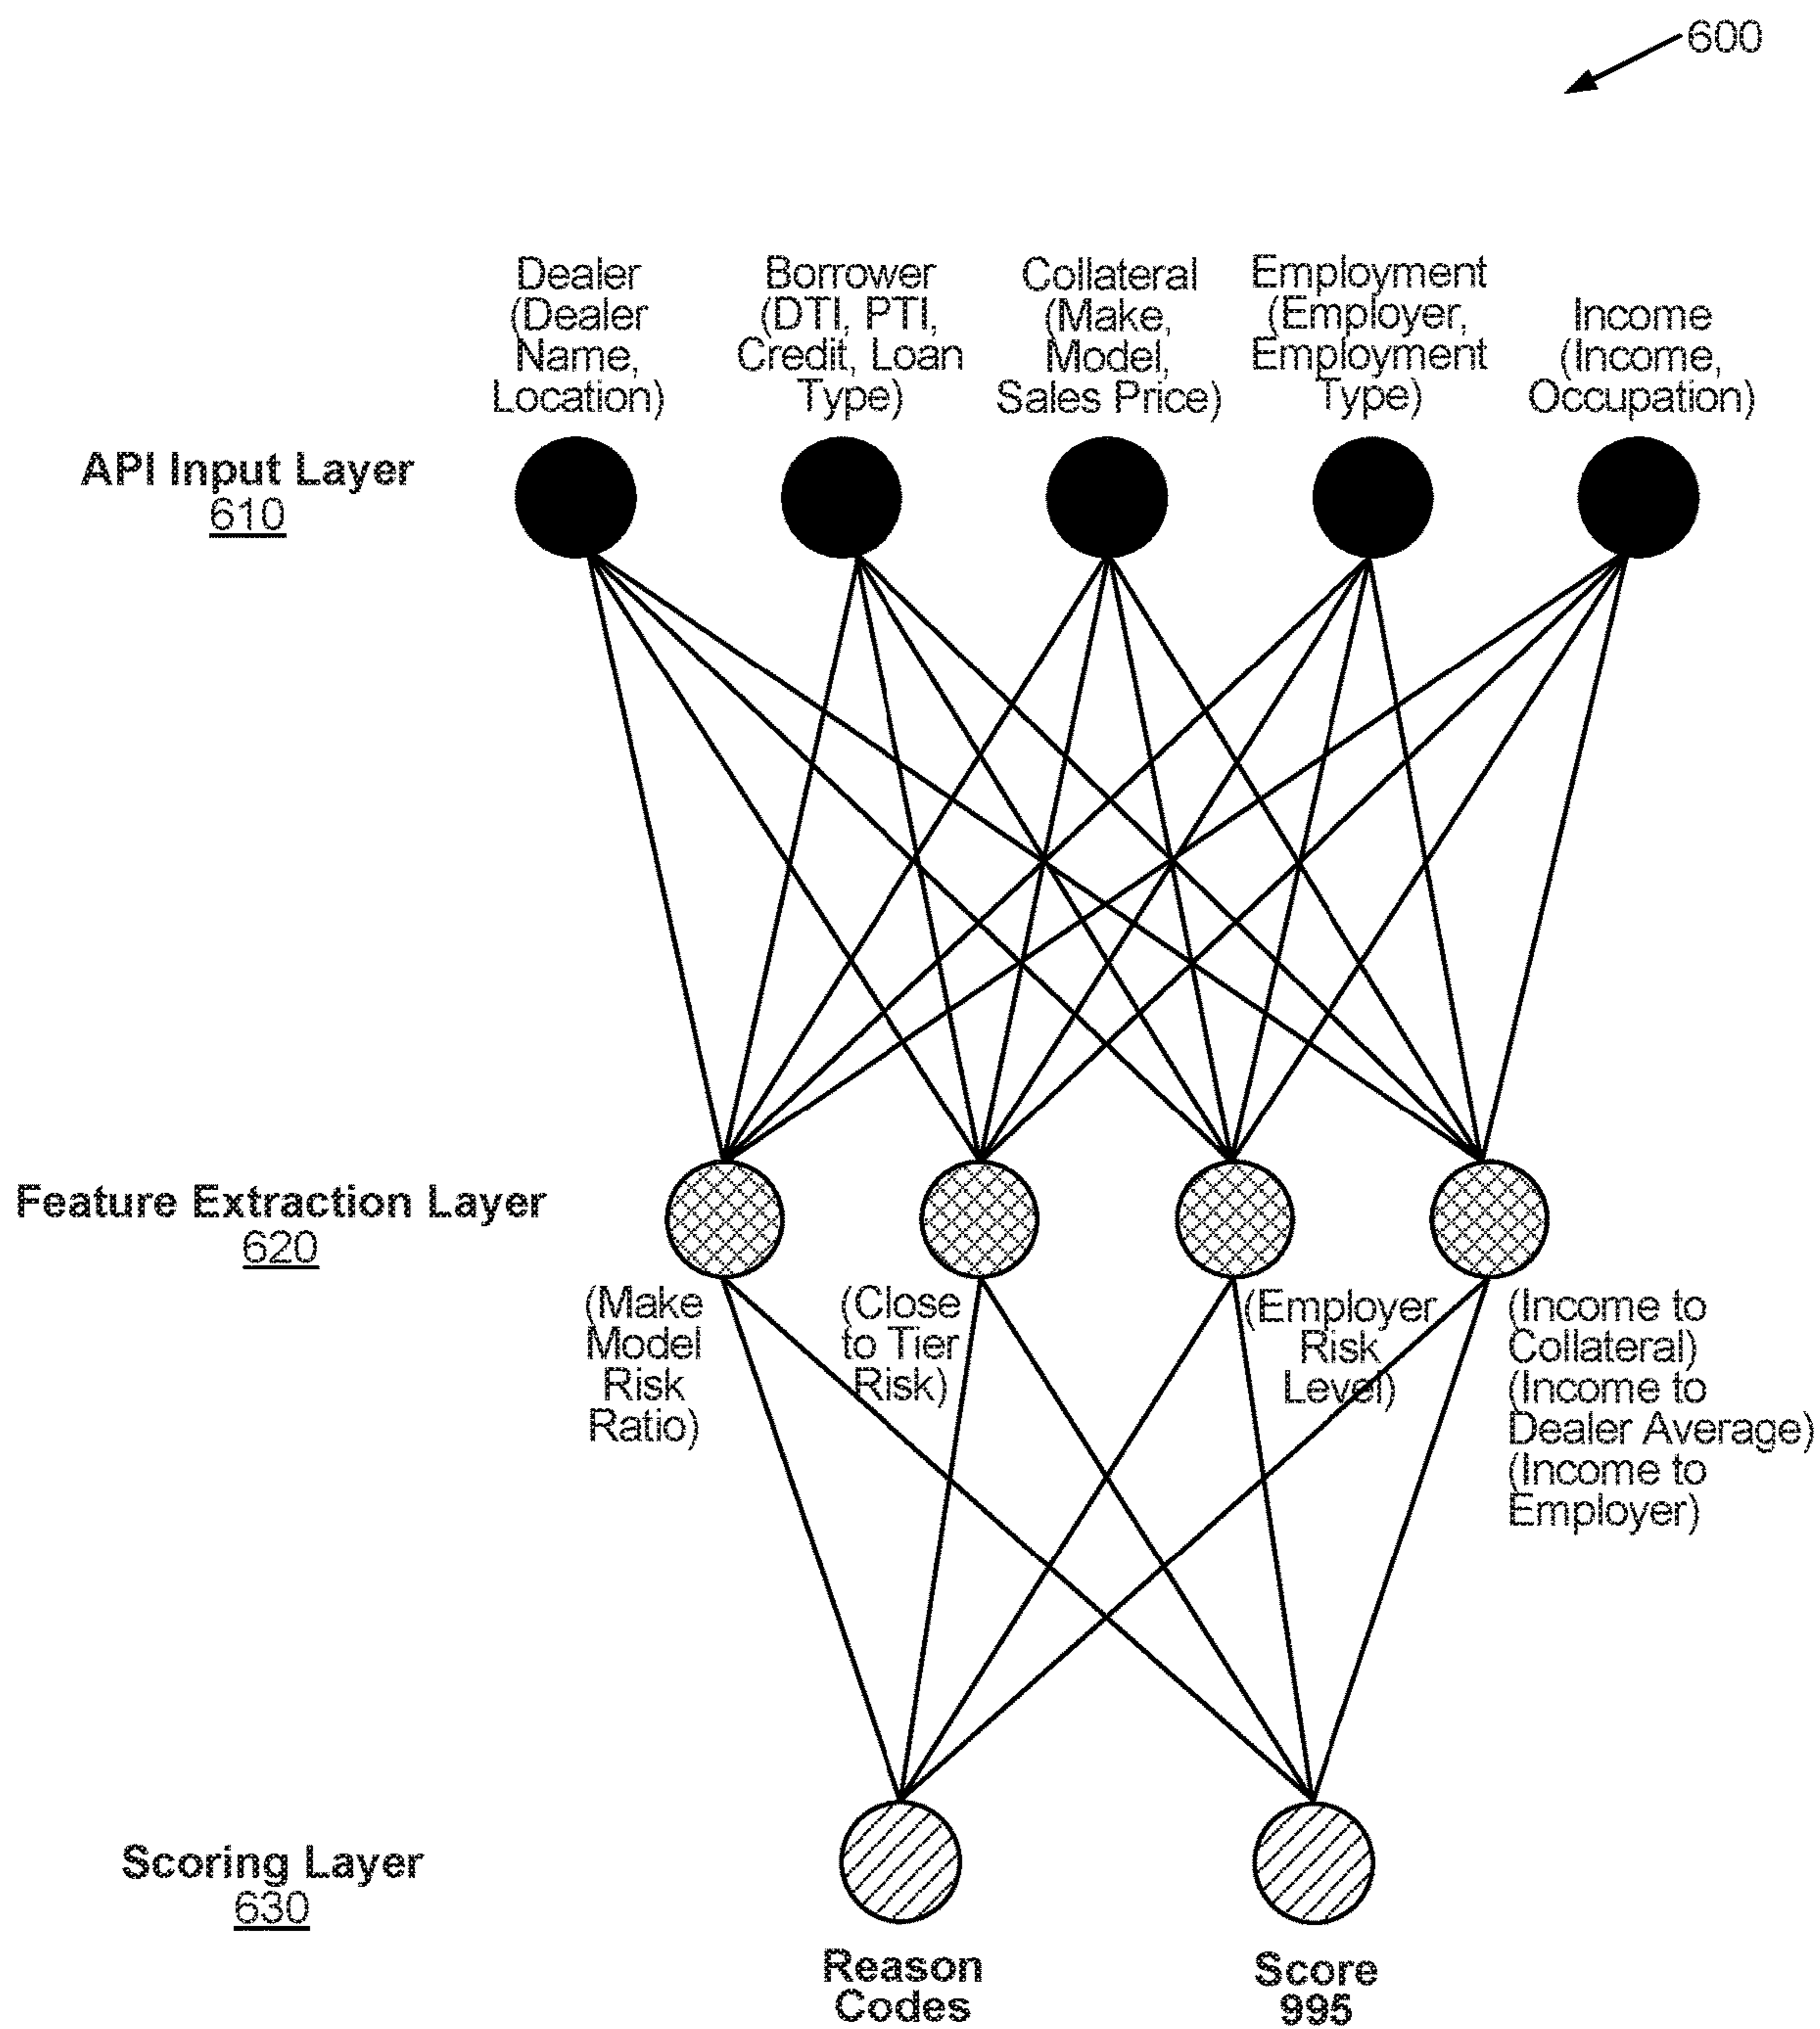 600
Dealer
(Dealer
Name,
Location)
Borrower
(DTI, PTI,
Credit, Loan
Type)
Collateral
(Make,
Model,
Sales Price)
Employment
(Employer,
Employment
Type)
Income
(Income,
Occupation)
API Input Layer
610
Feature Extraction Layer
620
(Make
Model
Risk
Ratio)
(Close
to Tier
Risk)
(Employer
Risk
Level)
(Income to
Collateral)
(Income to
Dealer Average)
(Income to
Employer)
Scoring Layer
630
Reason
Codes
Score
995